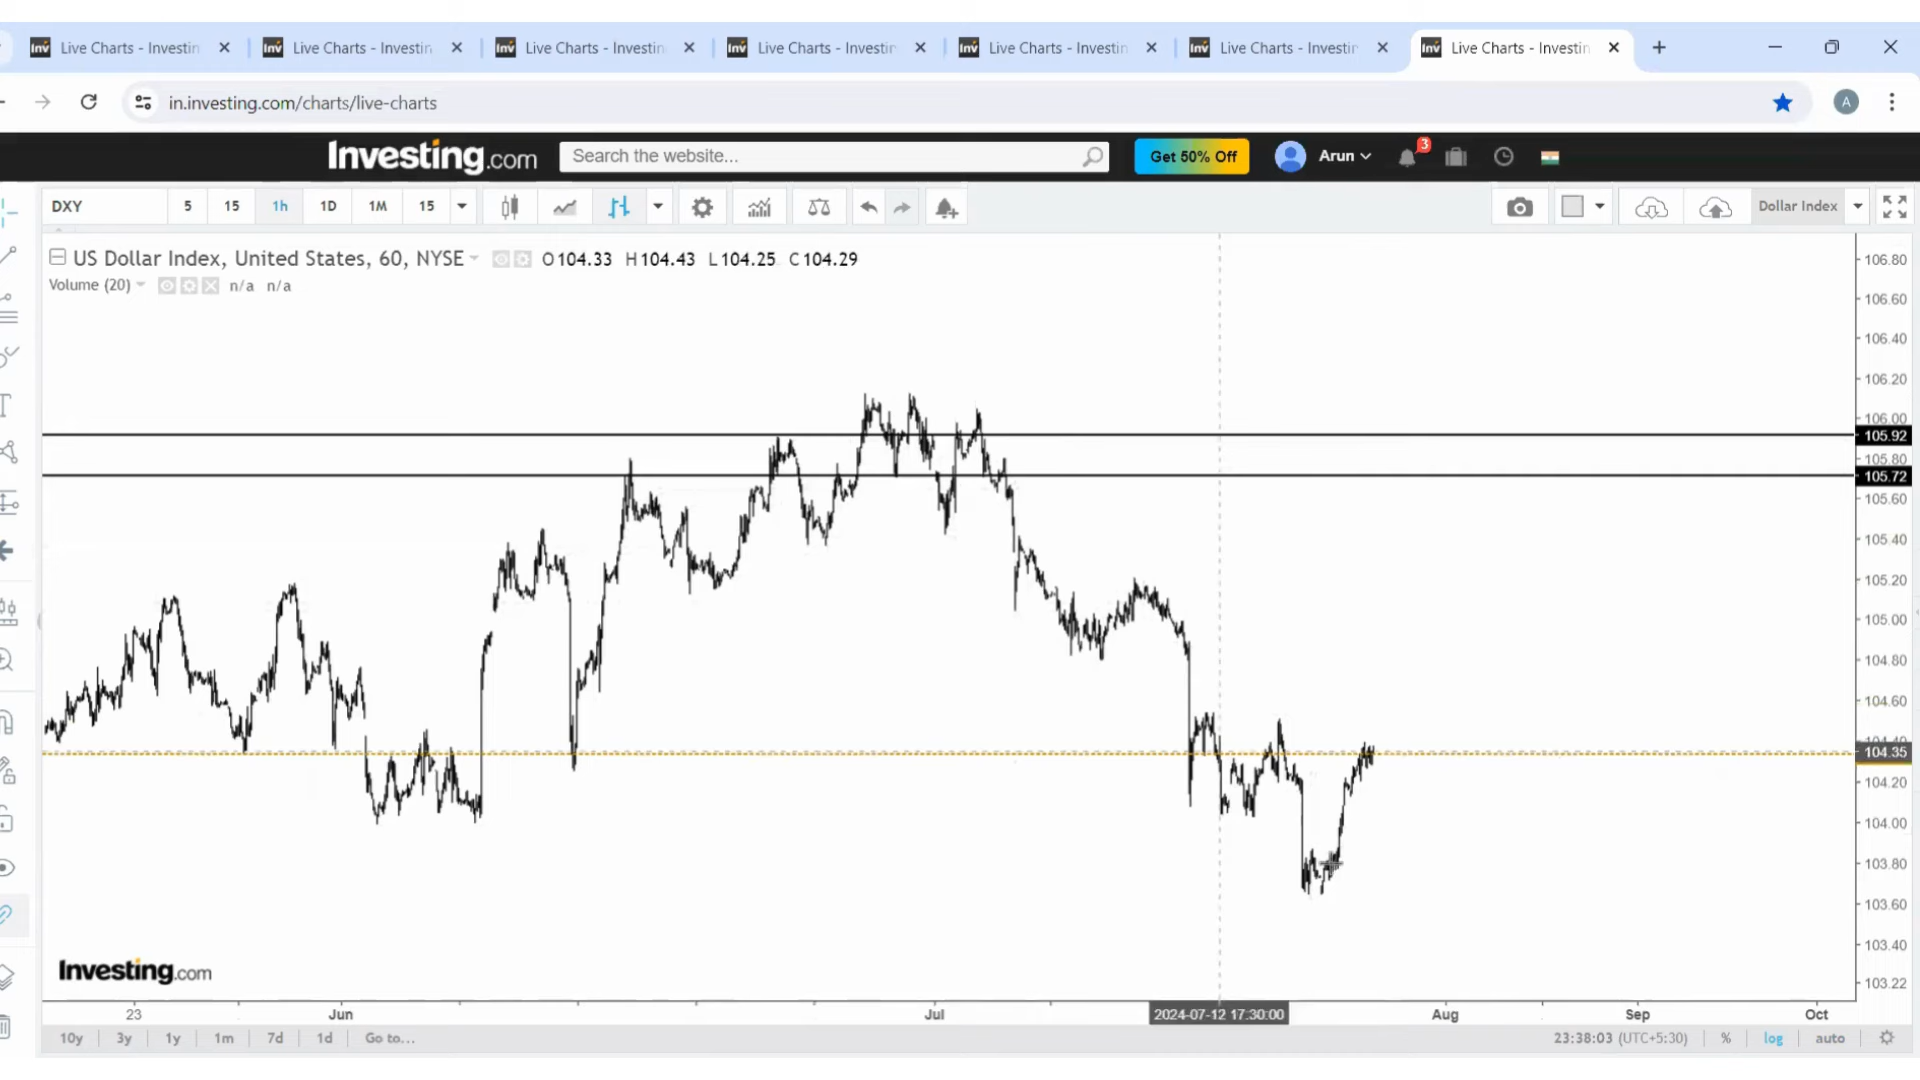 Live Charts - Investin
Live Charts - Investin
Live Charts - Investin
Live Charts - Investin
Live Charts - Investin
Live Charts - Investin
Live Charts - Investin
in.investing.com/charts/live-charts
A
Investing.com
Search the website...
Get 50% Off
Arun
3
DXY
5
15
1h
1D
1M
15
Dollar Index
US Dollar Index, United States, 60, NYSE
O104.33 H104.43 L104.25 C104.29
Volume (20)
n/a n/a
106.80
106.60
106.40
106.20
106.00
105.92
105.80
105.72
105.60
105.40
105.20
105.00
104.80
104.60
104.35
104.20
104.00
103.80
103.60
103.40
103.22
Investing.com
23
Jun
Jul
2024-07-12 17:30:00
Aug
Sep
Oct
10y
3y
1y
1m
7d
1d
Go to...
23:38:03 (UTC+5:30)
%
log
auto